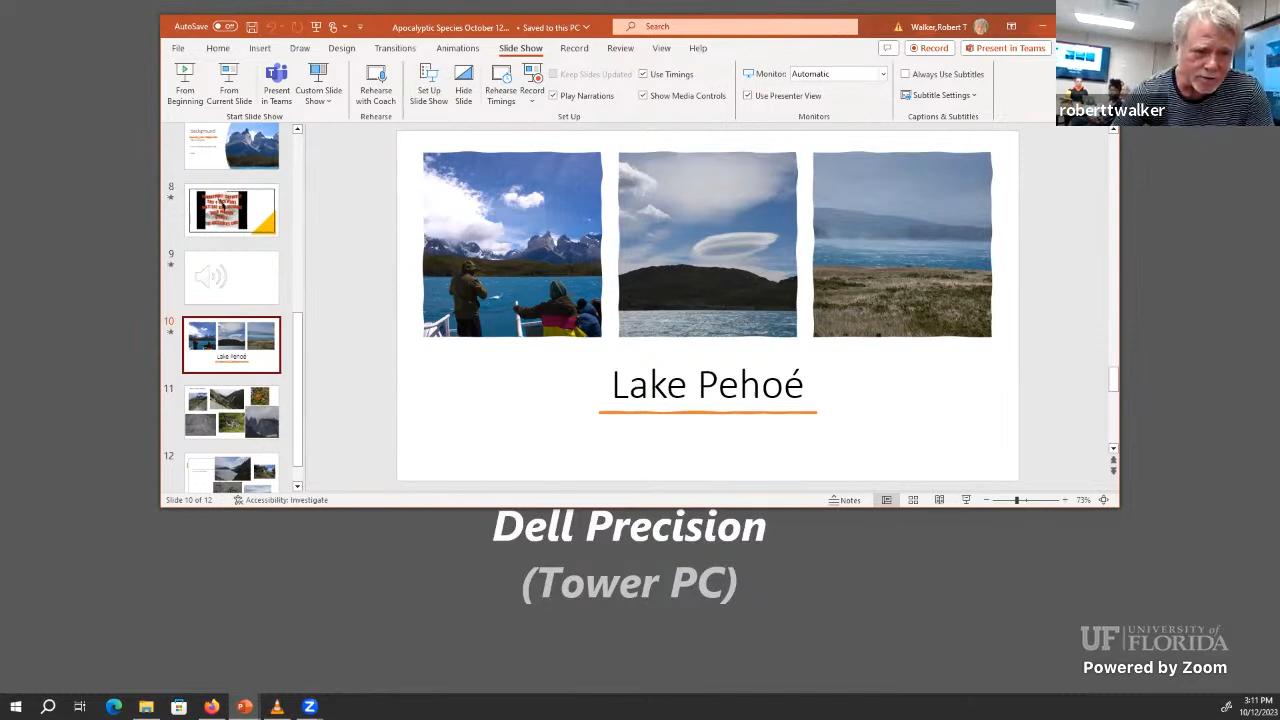 AutoSave Off
Apocalyptic Species October 12... • Saved to this PC
Search
Walker,Robert T
File Home Insert Draw Design Transitions Animations Slide Show Record Review View Help
Record
Present in Teams
From Beginning
From Current Slide
Present in Teams
Custom Slide Show
Start Slide Show
Rehearse with Coach
Rehearse
Set Up Slide Show
Hide Slide
Rehearse Timings
Record
Keep Slides Updated
Use Timings
Play Narrations
Show Media Controls
Set Up
Monitor: Automatic
Use Presenter View
Monitors
Always Use Subtitles
Subtitle Settings
Captions & Subtitles
roberttwalker
Background
8
9
10
Lake Pehoé
11
12
Lake Pehoé
Slide 10 of 12
Accessibility: Investigate
Notes
73%
Dell Precision
(Tower PC)
UF UNIVERSITY of FLORIDA
Powered by Zoom
3:11 PM
10/12/2023